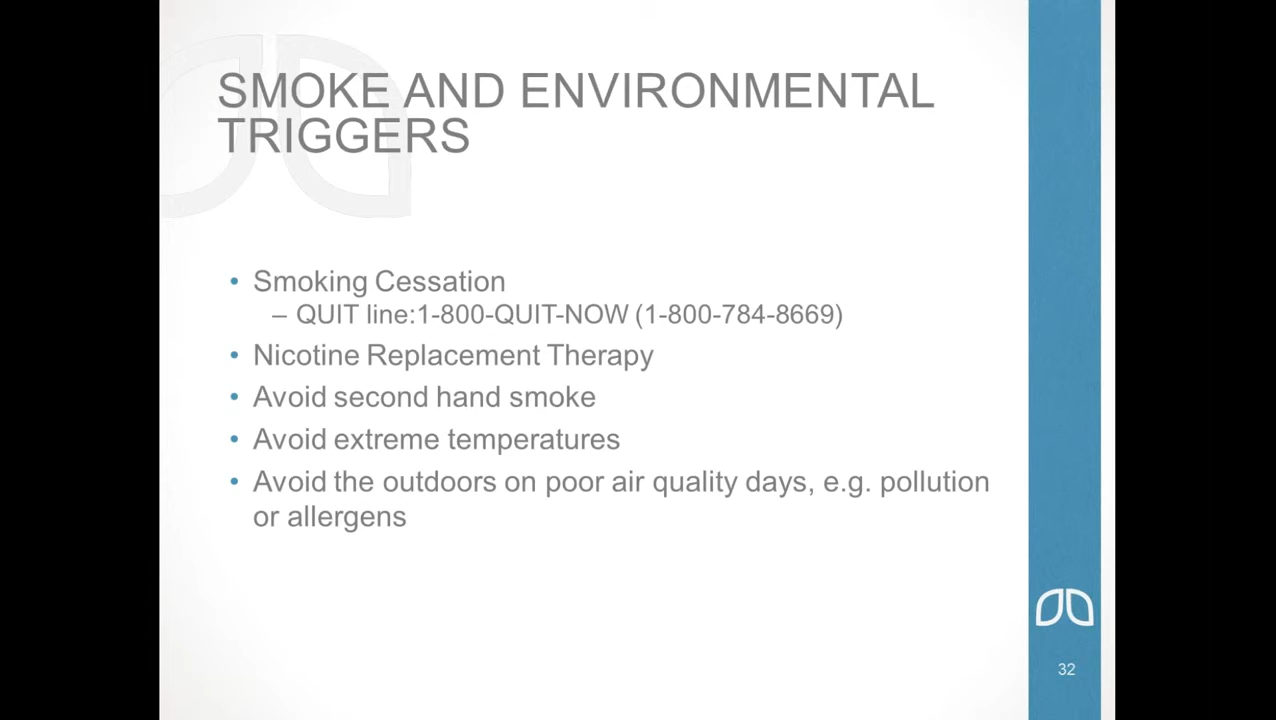 SMOKE AND ENVIRONMENTAL
TRIGGERS
• Smoking Cessation
– QUIT line:1-800-QUIT-NOW (1-800-784-8669)
• Nicotine Replacement Therapy
• Avoid second hand smoke
• Avoid extreme temperatures
• Avoid the outdoors on poor air quality days, e.g. pollution
or allergens
32